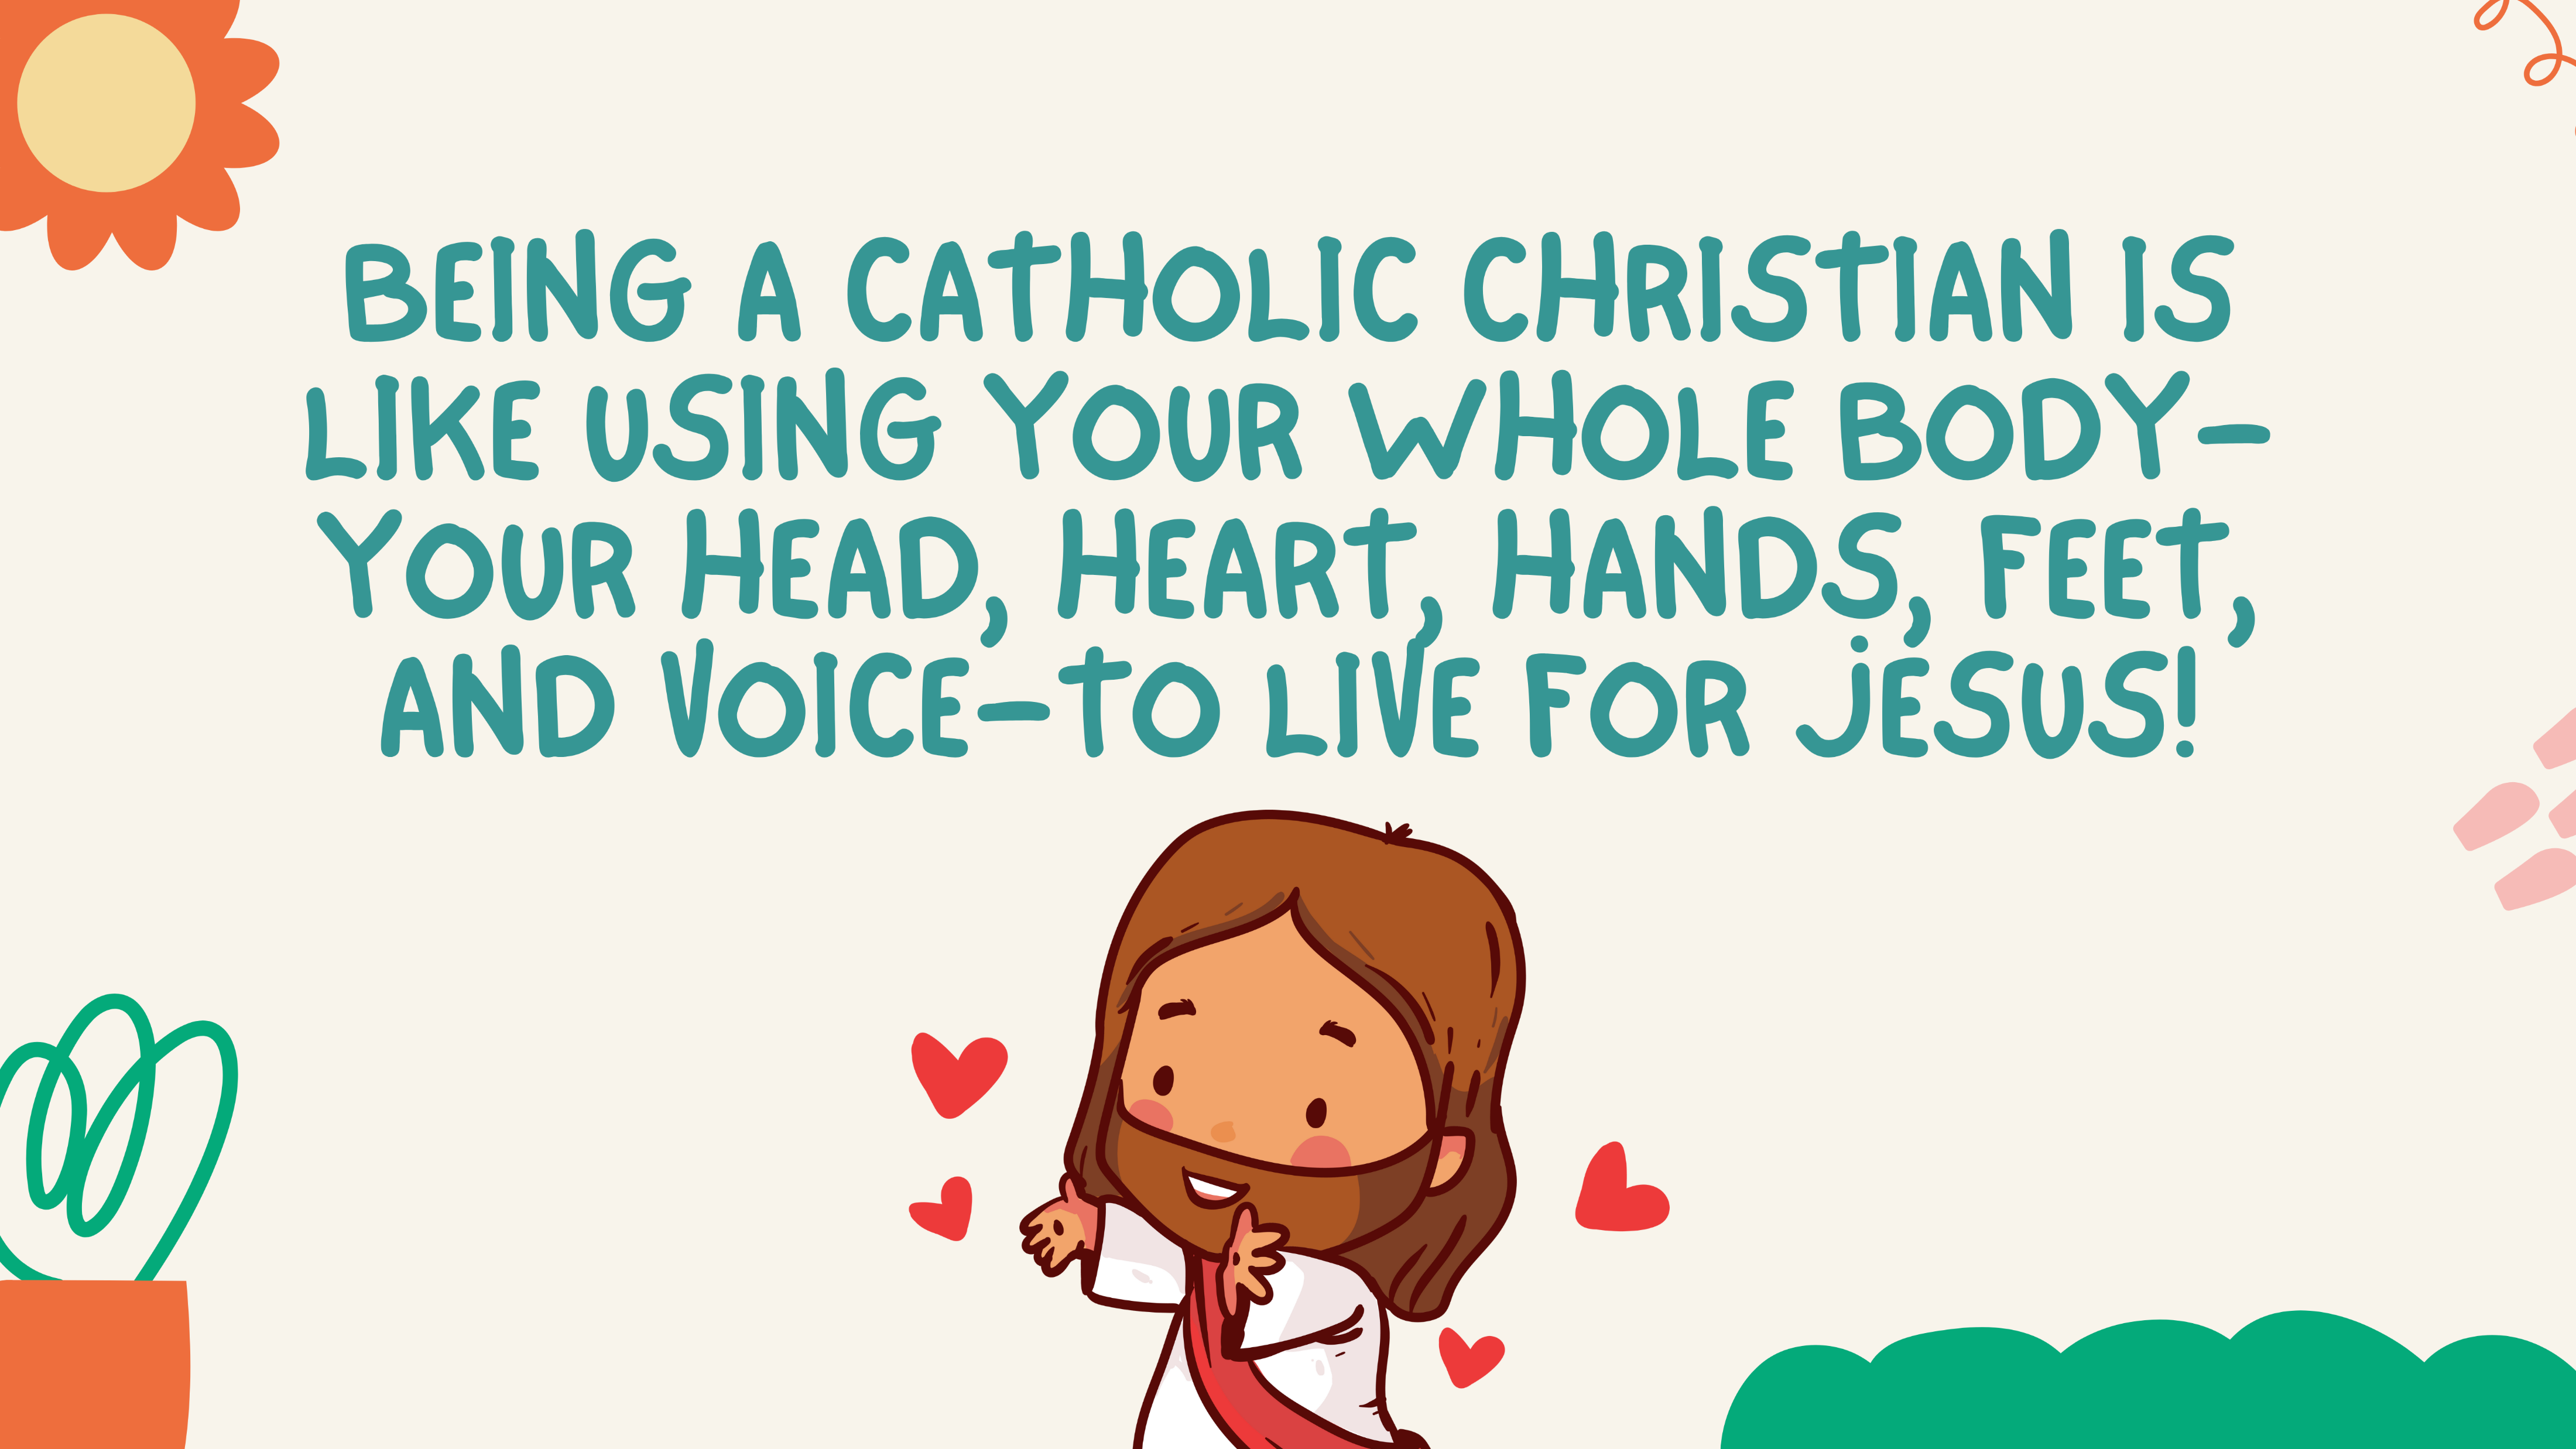 BEING A CATHOLIC CHRISTIAN IS
LIKE USING YOUR WHOLE BODY—
YOUR HEAD, HEART, HANDS, FEET,
AND VOICE—TO LIVE FOR JESUS!